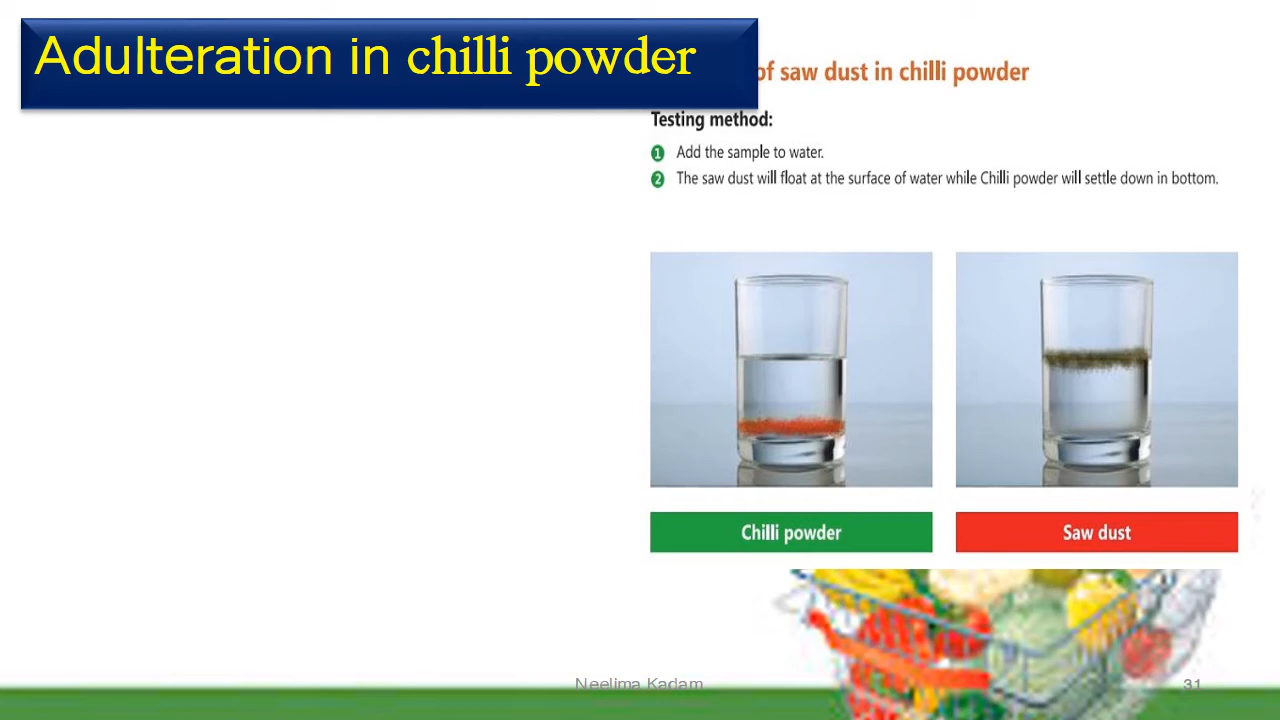 Adulteration in chilli powder
of saw dust in chilli powder
Testing method:
1 Add the sample to water.
2 The saw dust will float at the surface of water while Chilli powder will settle down in bottom.
Chilli powder
Saw dust
Neelima Kadam
31